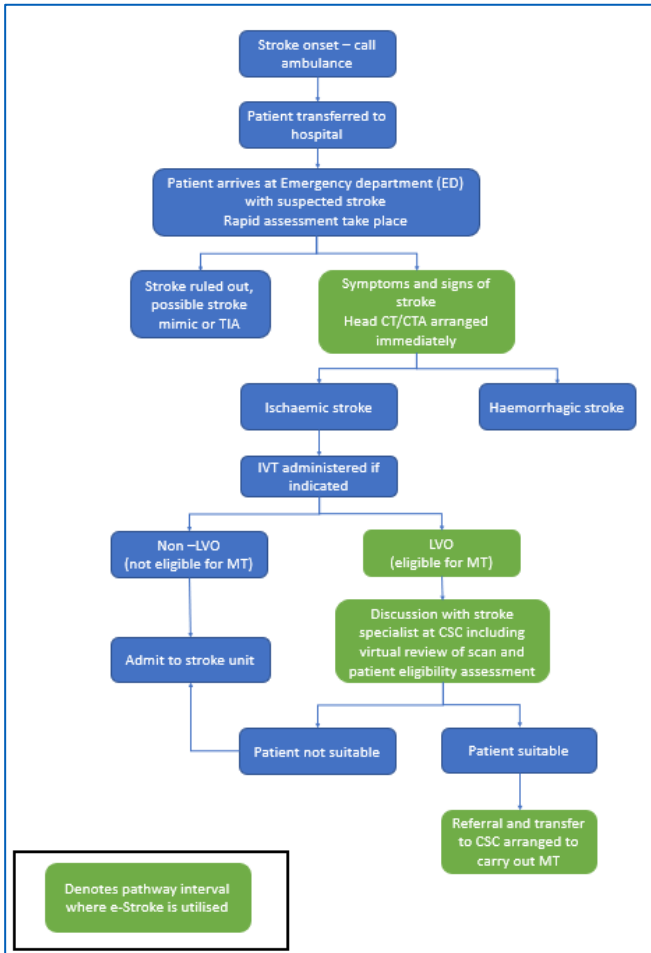 Stroke onset – call
ambulance
Patient transferred to
hospital
Patient arrives at Emergency department (ED)
with suspected stroke
Rapid assessment take place
Stroke ruled out,
possible stroke
mimic or TIA
Symptoms and signs of
stroke
Head CT/CTA arranged
immediately
Ischaemic stroke
Haemorrhagic stroke
IVT administered if
indicated
Non –LVO
(not eligible for MT)
LVO
(eligible for MT)
Discussion with stroke
specialist at CSC including
virtual review of scan and
patient eligibility assessment
Admit to stroke unit
Patient not suitable
Patient suitable
Referral and transfer
to CSC arranged to
carry out MT
Denotes pathway interval
where e-Stroke is utilised